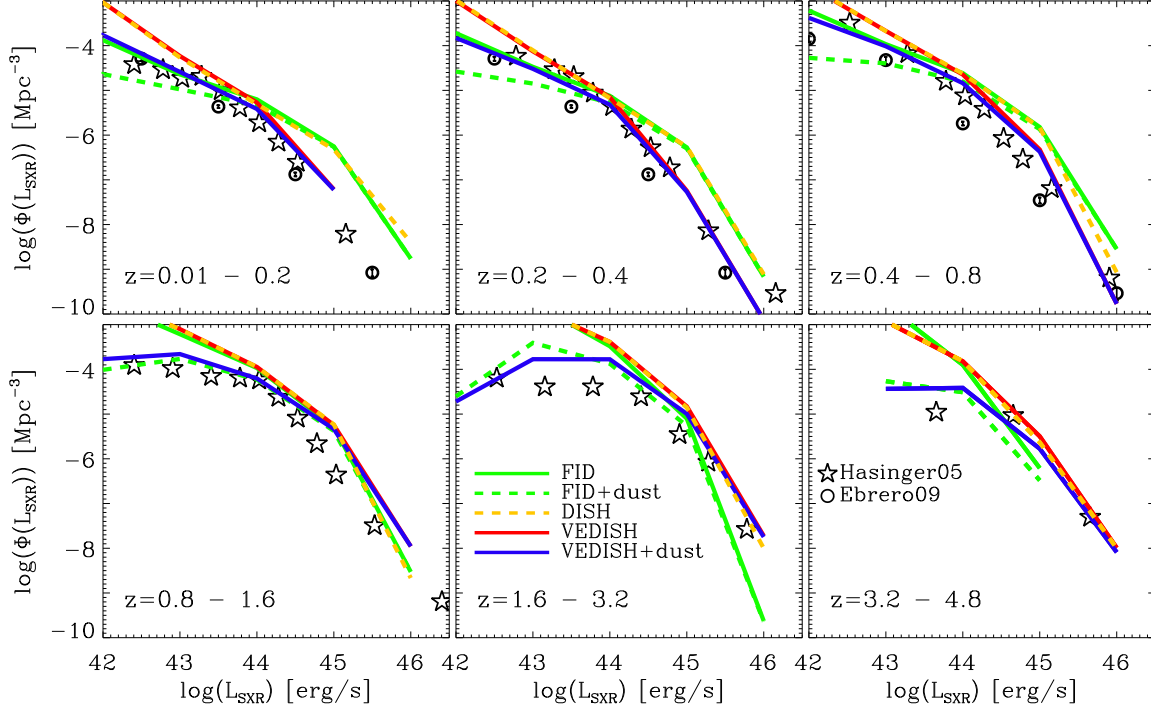 log(Φ(L_SXR)) [Mpc^-3]
-4
-6
-8
-10
z=0.01 - 0.2
z=0.2 - 0.4
z=0.4 - 0.8
log(Φ(L_SXR)) [Mpc^-3]
-4
-6
-8
-10
z=0.8 - 1.6
FID
FID+dust
DISH
VEDISH
VEDISH+dust
z=1.6 - 3.2
Hasinger05
Ebrero09
z=3.2 - 4.8
42 43 44 45 46
42 43 44 45 46
42 43 44 45 46
log(L_SXR) [erg/s]
log(L_SXR) [erg/s]
log(L_SXR) [erg/s]